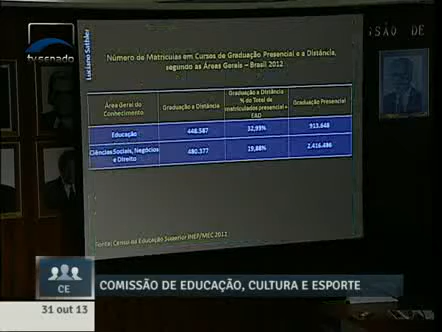 tvsenado
Luciano Sathler
SSÃO DE
Número de Matrículas em Cursos de Graduação Presencial e a Distância,
segundo as Áreas Gerais – Brasil 2012
Área Geral do
Conhecimento
Graduação a Distância
Graduação a Distância
% do Total de
matriculados presencial +
EAD
Graduação Presencial
Educação
448.587
32,93%
913.648
Ciências Sociais, Negócios
e Direito
480.377
19,88%
2.416.486
Fonte: Censo da Educação Superior INEP/MEC 2012
CE
COMISSÃO DE EDUCAÇÃO, CULTURA E ESPORTE
31 out 13